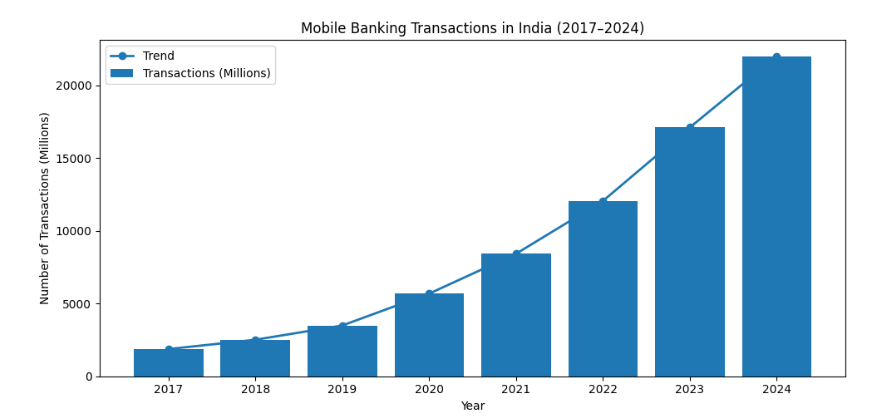 Mobile Banking Transactions in India (2017–2024)
Trend
Transactions (Millions)
Number of Transactions (Millions)
20000
15000
10000
5000
0
2017 2018 2019 2020 2021 2022 2023 2024
Year